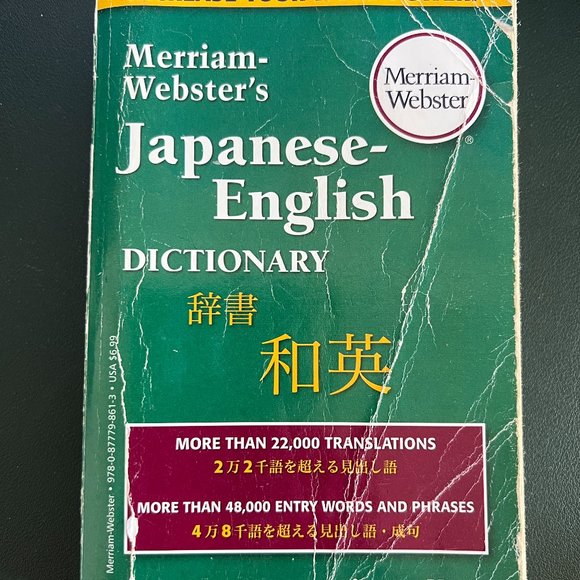 Merriam-
Webster's
Merriam-
Webster
®
Japanese-
English
DICTIONARY
辞書
和英
MORE THAN 22,000 TRANSLATIONS
2万2千語を超える見出し語
MORE THAN 48,000 ENTRY WORDS AND PHRASES
4万8千語を超える見出し語・成句
Merriam-Webster • 978-0-87779-861-3 • USA $6.99